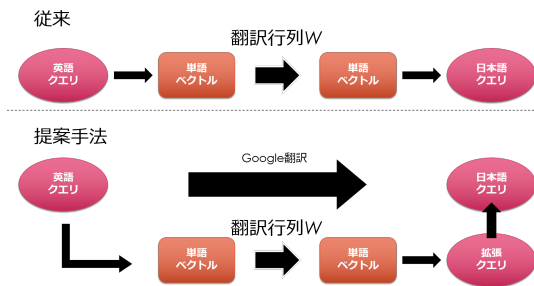 従来
翻訳行列W
英語
クエリ
単語
ベクトル
単語
ベクトル
日本語
クエリ
提案手法
Google翻訳
英語
クエリ
日本語
クエリ
翻訳行列W
単語
ベクトル
単語
ベクトル
拡張
クエリ